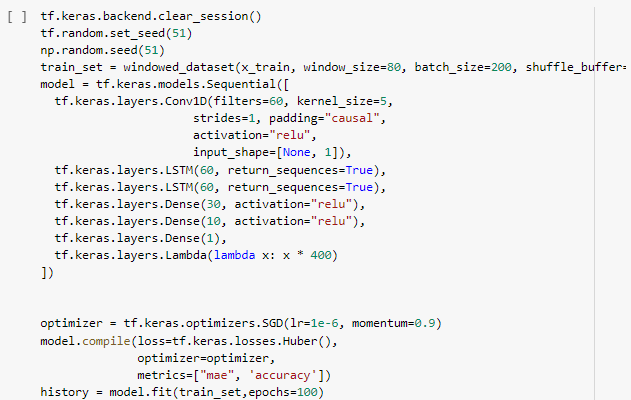 [ ] tf.keras.backend.clear_session()
tf.random.set_seed(51)
np.random.seed(51)
train_set = windowed_dataset(x_train, window_size=80, batch_size=200, shuffle_buffer=
model = tf.keras.models.Sequential([
  tf.keras.layers.Conv1D(filters=60, kernel_size=5,
                      strides=1, padding="causal",
                      activation="relu",
                      input_shape=[None, 1]),
  tf.keras.layers.LSTM(60, return_sequences=True),
  tf.keras.layers.LSTM(60, return_sequences=True),
  tf.keras.layers.Dense(30, activation="relu"),
  tf.keras.layers.Dense(10, activation="relu"),
  tf.keras.layers.Dense(1),
  tf.keras.layers.Lambda(lambda x: x * 400)
])
optimizer = tf.keras.optimizers.SGD(lr=1e-6, momentum=0.9)
model.compile(loss=tf.keras.losses.Huber(),
              optimizer=optimizer,
              metrics=["mae", 'accuracy'])
history = model.fit(train_set,epochs=100)